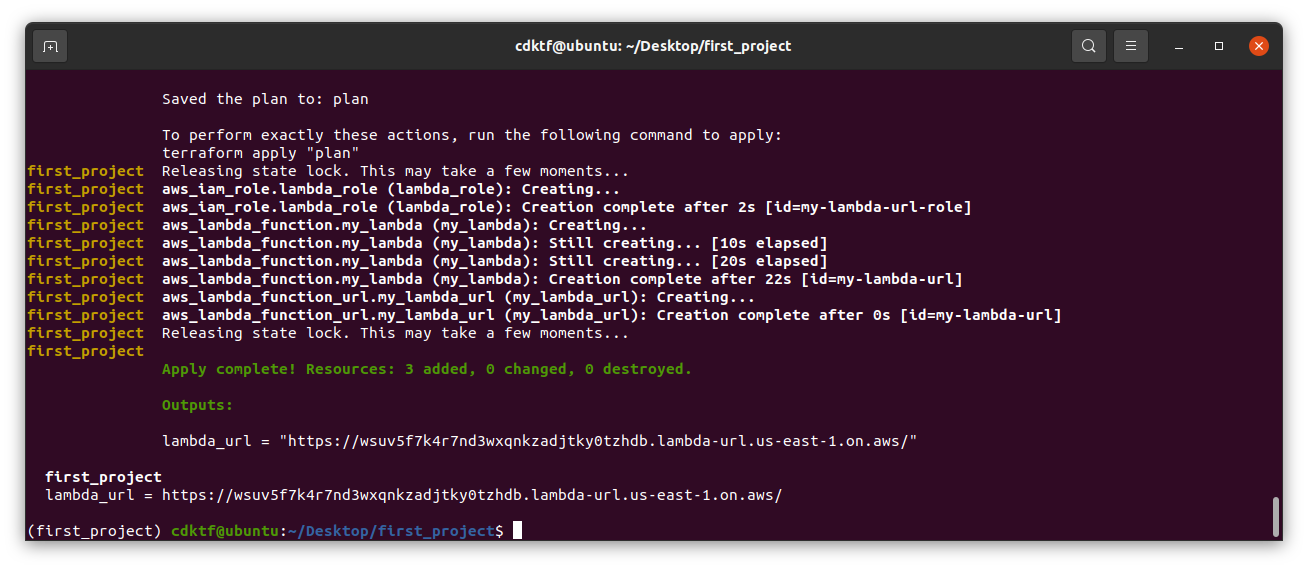 cdktf@ubuntu: ~/Desktop/first_project
Saved the plan to: plan
To perform exactly these actions, run the following command to apply:
terraform apply "plan"
first_project  Releasing state lock. This may take a few moments...
first_project  aws_iam_role.lambda_role (lambda_role): Creating...
first_project  aws_iam_role.lambda_role (lambda_role): Creation complete after 2s [id=my-lambda-url-role]
first_project  aws_lambda_function.my_lambda (my_lambda): Creating...
first_project  aws_lambda_function.my_lambda (my_lambda): Still creating... [10s elapsed]
first_project  aws_lambda_function.my_lambda (my_lambda): Still creating... [20s elapsed]
first_project  aws_lambda_function.my_lambda (my_lambda): Creation complete after 22s [id=my-lambda-url]
first_project  aws_lambda_function_url.my_lambda_url (my_lambda_url): Creating...
first_project  aws_lambda_function_url.my_lambda_url (my_lambda_url): Creation complete after 0s [id=my-lambda-url]
first_project  Releasing state lock. This may take a few moments...
first_project
Apply complete! Resources: 3 added, 0 changed, 0 destroyed.
Outputs:
lambda_url = "https://wsuv5f7k4r7nd3wxqnkzadjtky0tzhdb.lambda-url.us-east-1.on.aws/"
first_project
lambda_url = https://wsuv5f7k4r7nd3wxqnkzadjtky0tzhdb.lambda-url.us-east-1.on.aws/
(first_project) cdktf@ubuntu:~/Desktop/first_project$